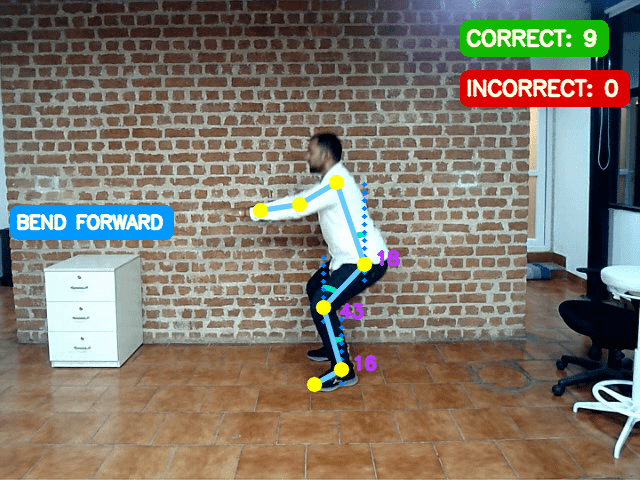 CORRECT: 9
INCORRECT: 0
BEND FORWARD
18
43
16